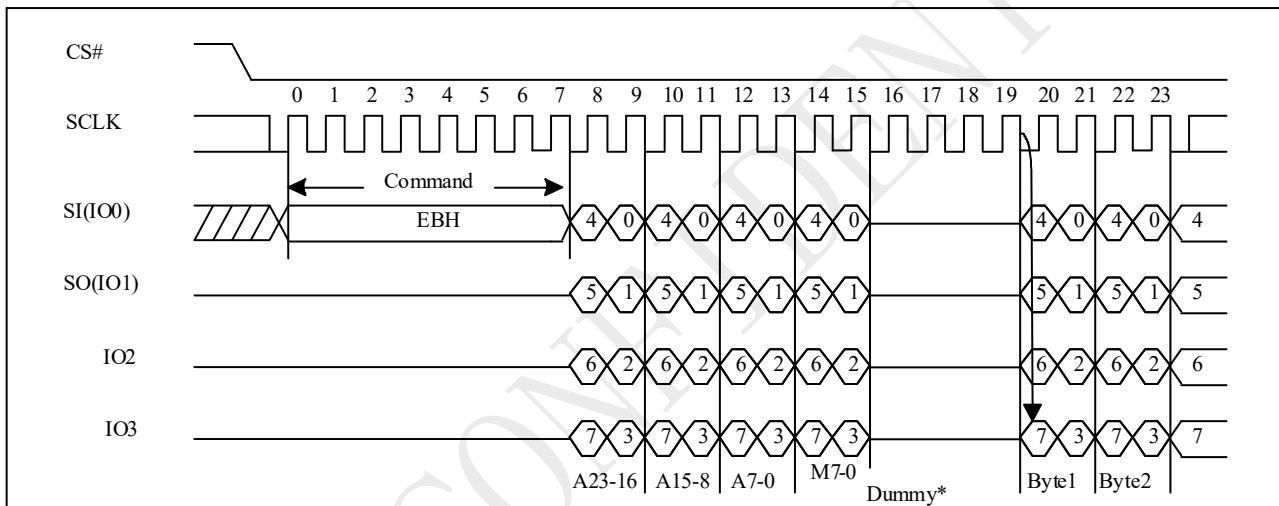 CS#
0 1 2 3 4 5 6 7 8 9 10 11 12 13 14 15 16 17 18 19 20 21 22 23
SCLK
Command
SI(IO0) EBH 4 0 4 0 4 0 4 0 4 0 4 0 4
SO(IO1) 5 1 5 1 5 1 5 1 5 1 5 1 5
IO2 6 2 6 2 6 2 6 2 6 2 6 2 6
IO3 7 3 7 3 7 3 7 3 7 3 7 3 7
A23-16 A15-8 A7-0 M7-0 Dummy* Byte1 Byte2
CONFIDENT